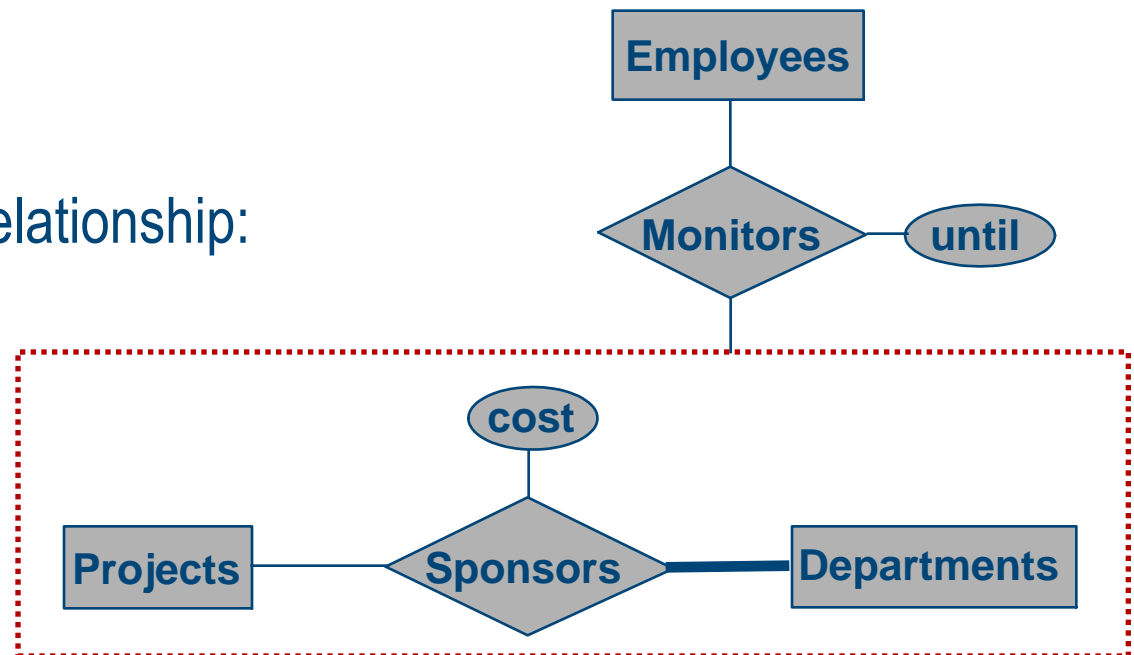 Employees
elationship:
Monitors
until
cost
Projects
Sponsors
Departments